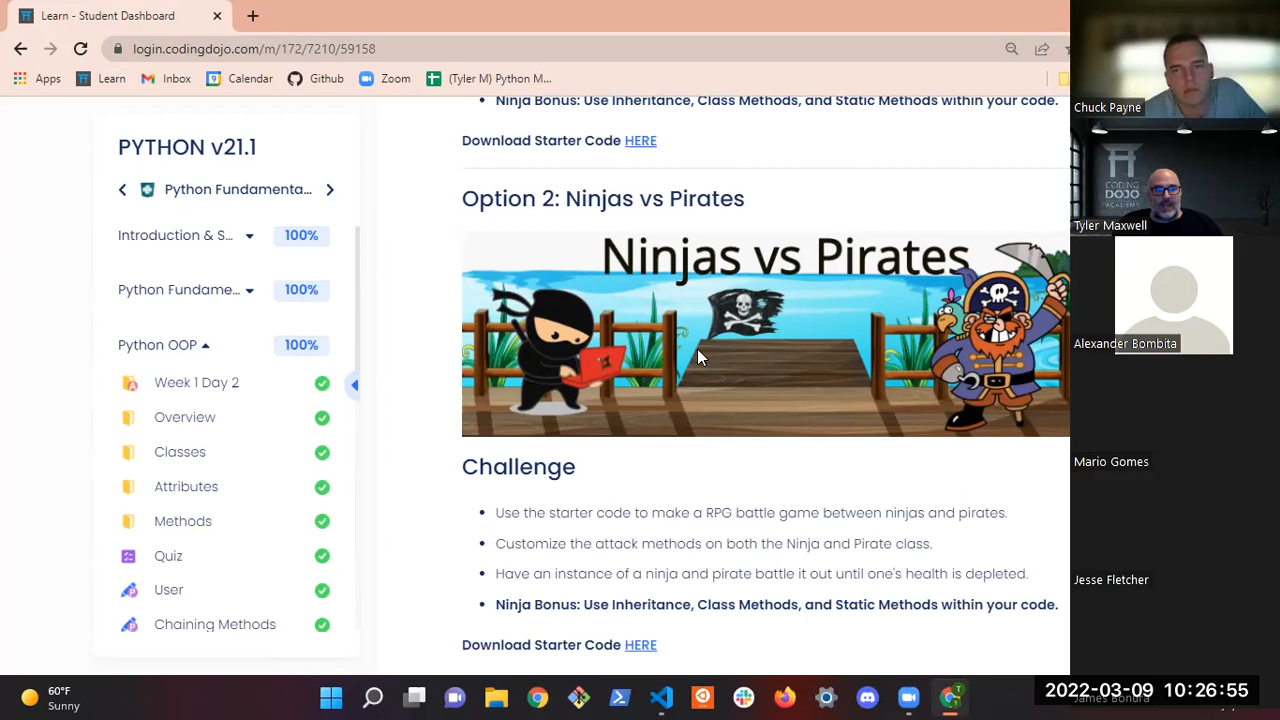 Learn - Student Dashboard
login.codingdojo.com/m/172/7210/59158
Apps Learn Inbox Calendar Github Zoom (Tyler M) Python M...
PYTHON v21.1
Python Fundamenta...
Introduction & S... 100%
Python Fundame... 100%
Python OOP 100%
Week 1 Day 2
Overview
Classes
Attributes
Methods
Quiz
User
Chaining Methods
Ninja Bonus: Use Inheritance, Class Methods, and Static Methods within your code.
Download Starter Code HERE
Option 2: Ninjas vs Pirates
Ninjas vs Pirates
Challenge
Use the starter code to make a RPG battle game between ninjas and pirates.
Customize the attack methods on both the Ninja and Pirate class.
Have an instance of a ninja and pirate battle it out until one's health is depleted.
Ninja Bonus: Use Inheritance, Class Methods, and Static Methods within your code.
Download Starter Code HERE
Chuck Payne
CODING
DOJO
ACADEMY
Tyler Maxwell
Alexander Bombita
Mario Gomes
Jesse Fletcher
James Bonura
60°F
Sunny
2022-03-09 10:26:55